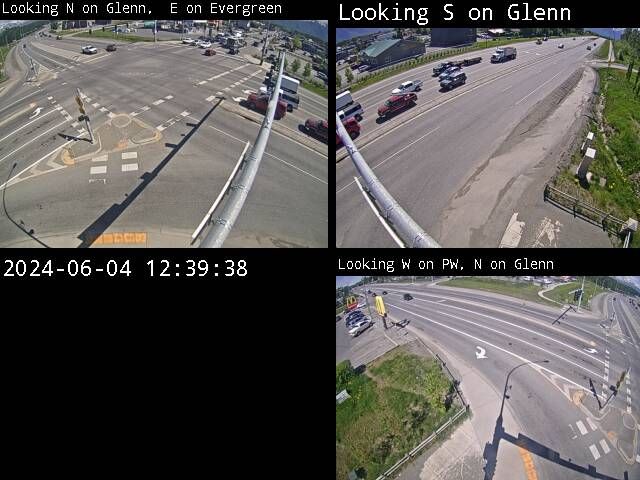 Looking N on Glenn,  E on Evergreen
Looking S on Glenn
2024-06-04 12:39:38
Looking W on PW, N on Glenn